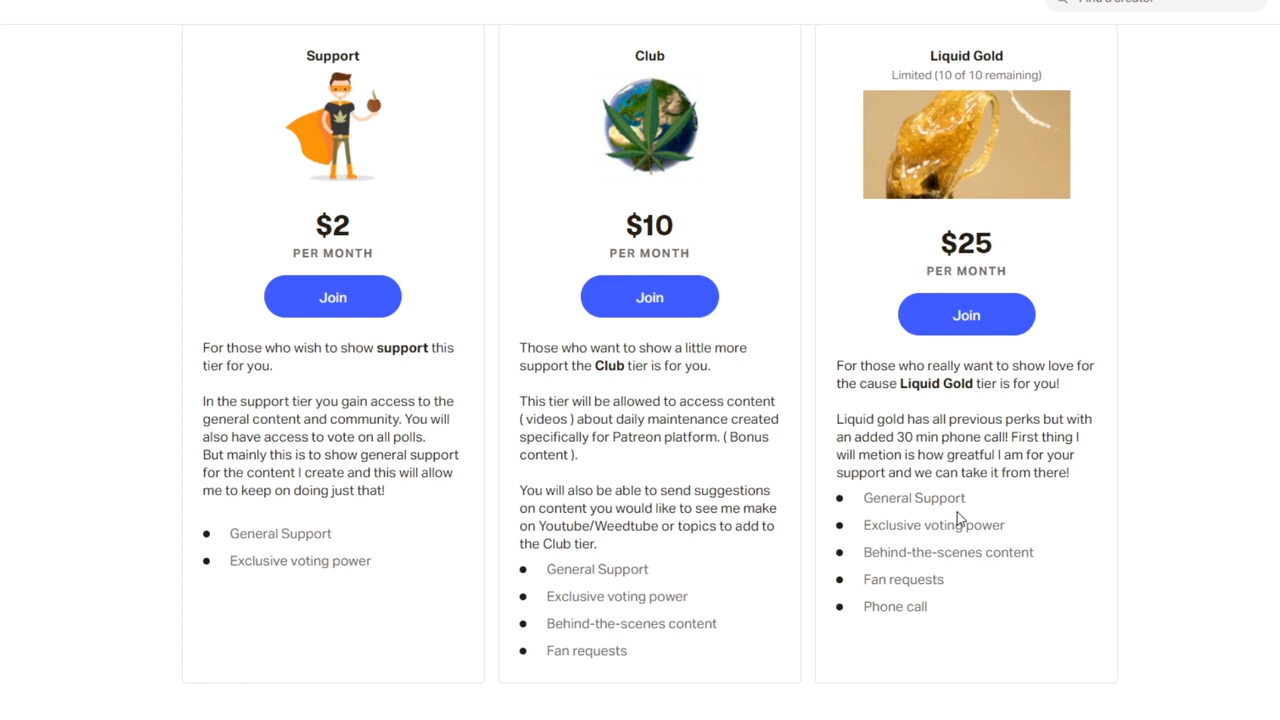 Find a creator
Support
$2
PER MONTH
Join
For those who wish to show support this
tier for you.
In the support tier you gain access to the
general content and community. You will
also have access to vote on all polls.
But mainly this is to show general support
for the content I create and this will allow
me to keep on doing just that!
General Support
Exclusive voting power
Club
$10
PER MONTH
Join
Those who want to show a little more
support the Club tier is for you.
This tier will be allowed to access content
( videos ) about daily maintenance created
specifically for Patreon platform. ( Bonus
content ).
You will also be able to send suggestions
on content you would like to see me make
on Youtube/Weedtube or topics to add to
the Club tier.
General Support
Exclusive voting power
Behind-the-scenes content
Fan requests
Liquid Gold
Limited (10 of 10 remaining)
$25
PER MONTH
Join
For those who really want to show love for
the cause Liquid Gold tier is for you!
Liquid gold has all previous perks but with
an added 30 min phone call! First thing I
will metion is how greatful I am for your
support and we can take it from there!
General Support
Exclusive voting power
Behind-the-scenes content
Fan requests
Phone call